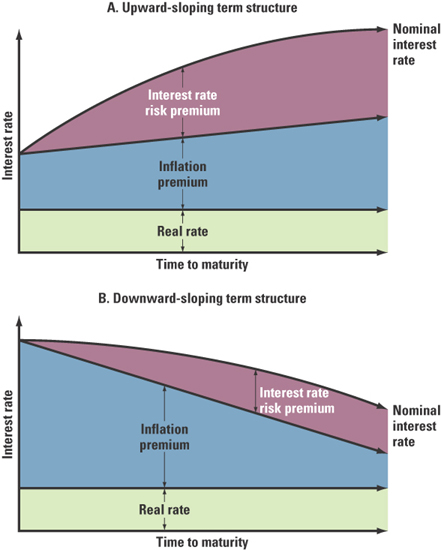 A. Upward-sloping term structure
Nominal
interest
rate
Interest rate
risk premium
Interest rate
Inflation
premium
Real rate
Time to maturity
B. Downward-sloping term structure
Interest rate
risk premium
Nominal
interest
rate
Interest rate
Inflation
premium
Real rate
Time to maturity